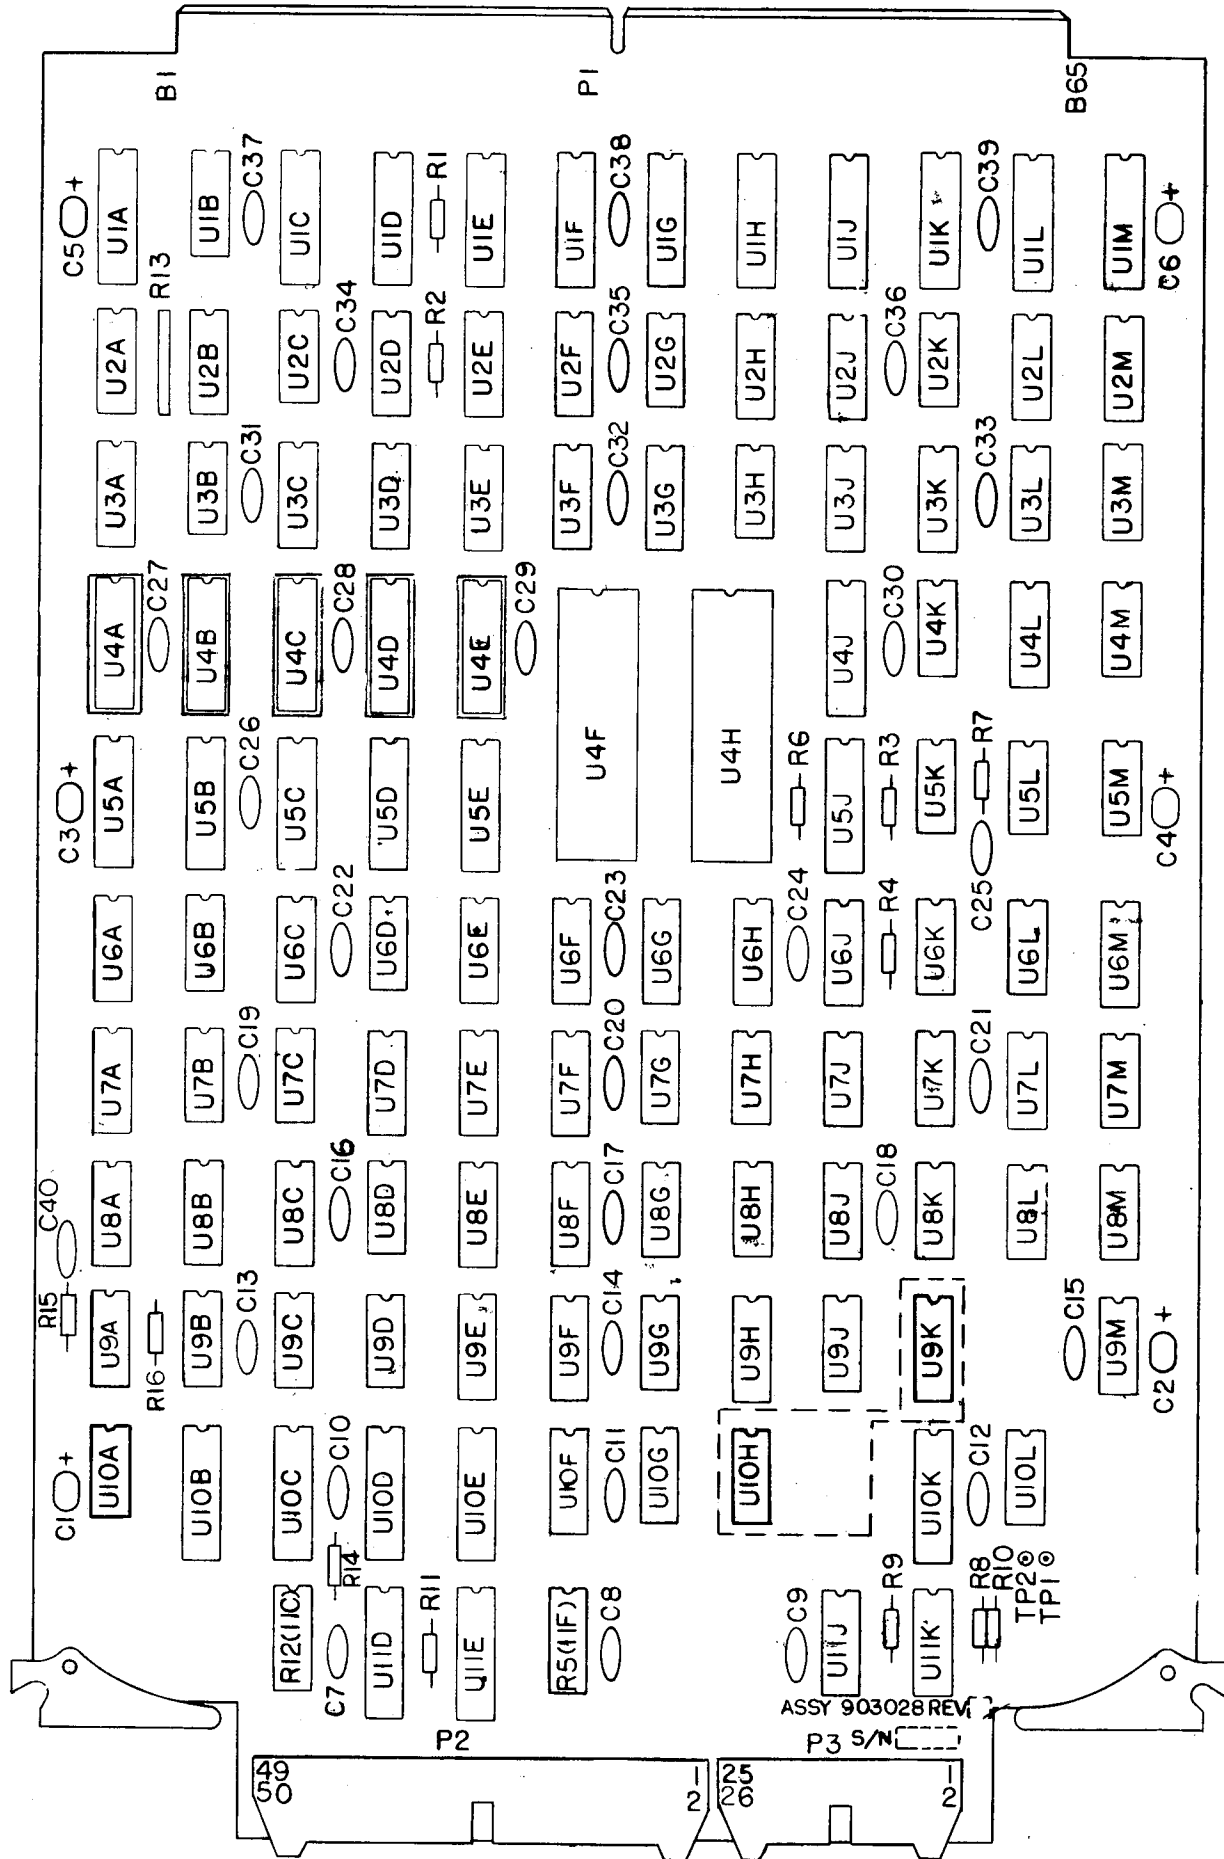 B1
P1
B65
C5 +
U1A
U1B
C37
U1C
U1D
R1
U1E
U1F
C38
U1G
U1H
U1J
U1K
C39
U1L
U1M
C6 +
R13
U2A
U2B
U2C
C34
U2D
R2
U2E
U2F
C35
U2G
U2H
U2J
C36
U2K
U2L
U2M
U3A
U3B
C31
U3C
U3D
U3E
U3F
C32
U3G
U3H
U3J
U3K
C33
U3L
U3M
U4A
C27
U4B
U4C
C28
U4D
U4E
C29
U4F
U4H
U4J
C30
U4K
U4L
U4M
C3 +
U5A
U5B
C26
U5C
U5D
U5E
R6
U5J
R3
U5K
R7
U5L
U5M
C4 +
U6A
U6B
U6C
C22
U6D
U6E
U6F
C23
U6G
U6H
C24
U6J
R4
U6K
C25
U6L
U6M
U7A
U7B
C19
U7C
U7D
U7E
U7F
C20
U7G
U7H
U7J
U7K
C21
U7L
U7M
C40
U8A
U8B
U8C
C16
U8D
U8E
U8F
C17
U8G
U8H
U8J
C18
U8K
U8L
U8M
R15
U9A
R16
U9B
C13
U9C
U9D
U9E
U9F
C14
U9G
U9H
U9J
U9K
C15
U9M
C2 +
C1 +
U10A
U10B
U10C
C10
U10D
U10E
U10F
C11
U10G
U10H
U10K
C12
U10L
R14
R12(11C)
C7
U11D
R11
U11E
R5(11F)
C8
C9
U11J
R9
U11K
R8
R10
TP2
TP1
ASSY 903028 REV
S/N
P2
P3
49
50
1
2
25
26
1
2